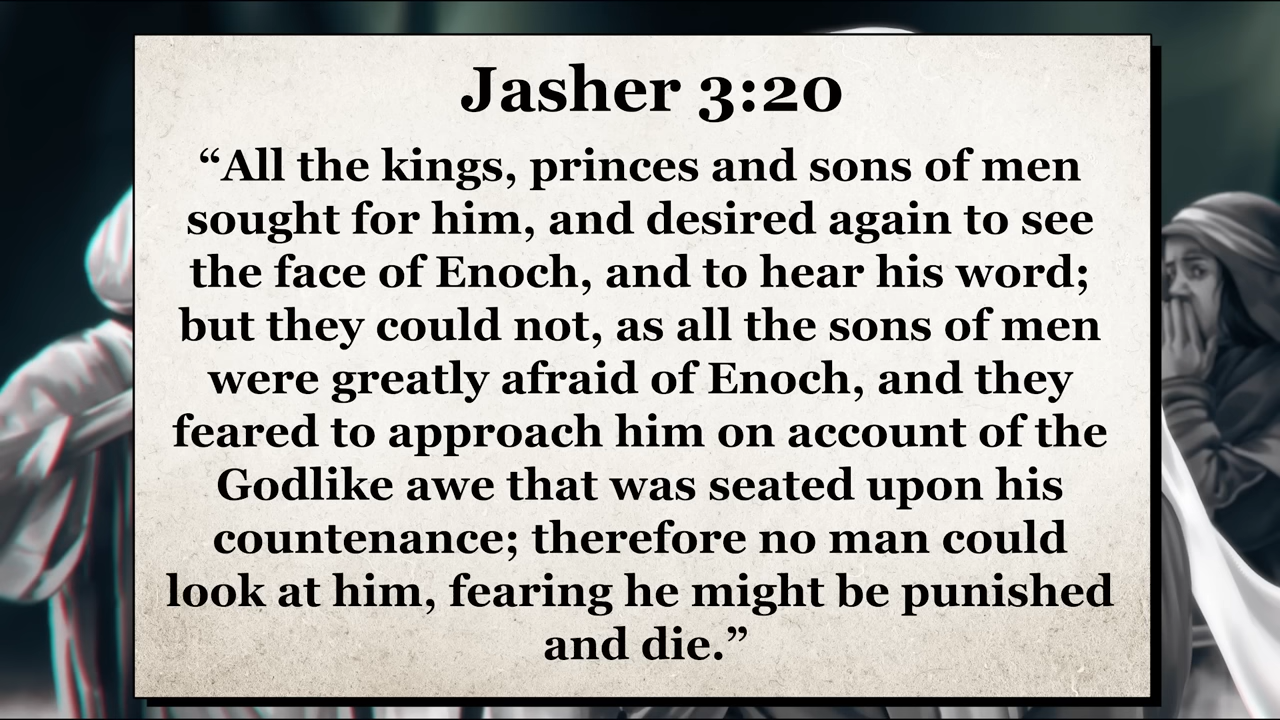 Jasher 3:20
“All the kings, princes and sons of men
sought for him, and desired again to see
the face of Enoch, and to hear his word;
but they could not, as all the sons of men
were greatly afraid of Enoch, and they
feared to approach him on account of the
Godlike awe that was seated upon his
countenance; therefore no man could
look at him, fearing he might be punished
and die.”